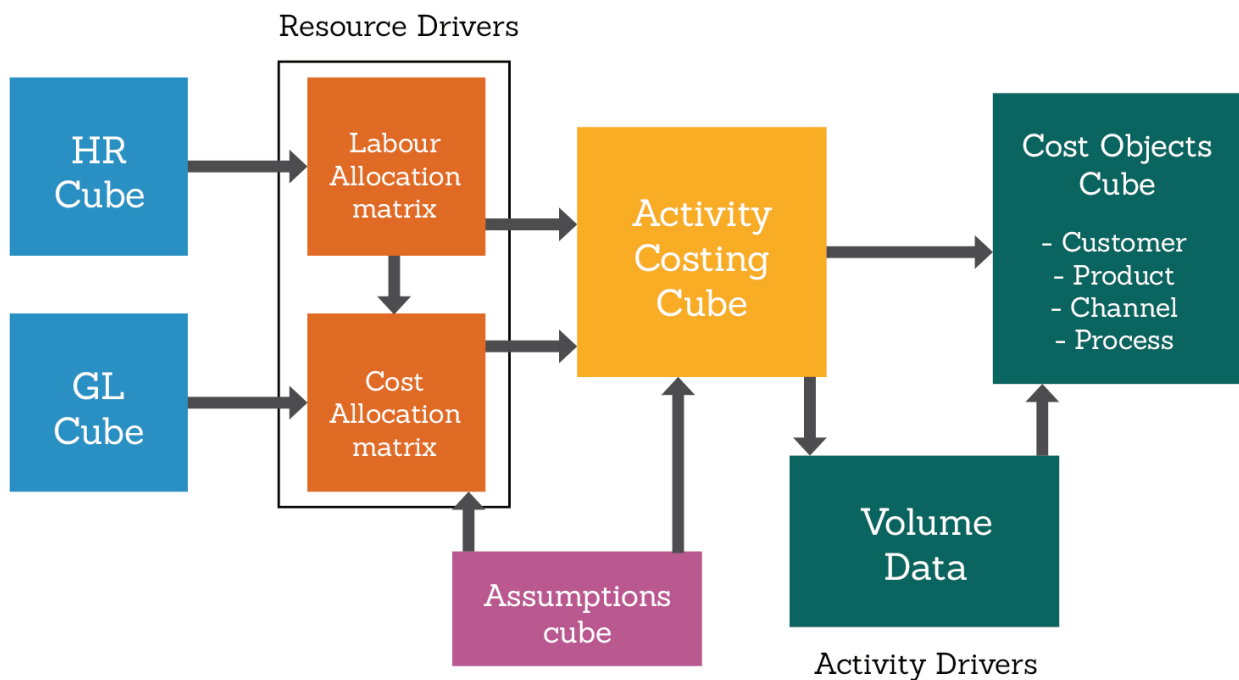 Resource Drivers
HR
Cube
Labour
Allocation
matrix
Activity
Costing
Cube
Cost Objects
Cube
- Customer
- Product
- Channel
- Process
GL
Cube
Cost
Allocation
matrix
Volume
Data
Assumptions
cube
Activity Drivers